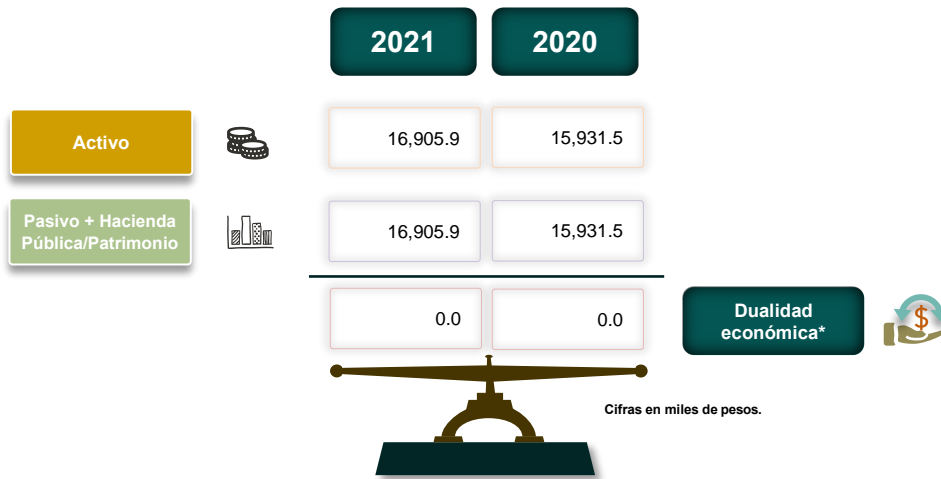 2021 2020
Activo 16,905.9 15,931.5
Pasivo + Hacienda
Pública/Patrimonio 16,905.9 15,931.5
0.0 0.0
Dualidad
económica*
$
Cifras en miles de pesos.